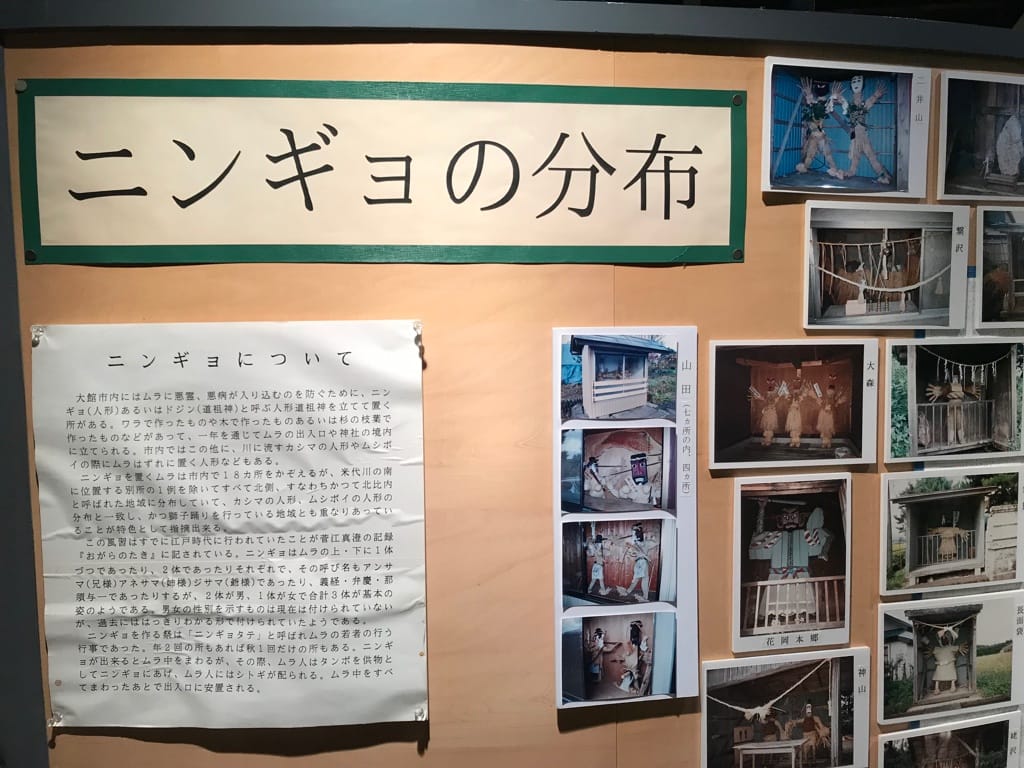 ニンギョの分布
ニンギョについて
大館市内にはムラに悪霊、悪病が入り込むのを防ぐために、ニン
ギョ(人形)あるいはドジン(道祖神)と呼ぶ人形道祖神を立てて置く
所がある。ワラで作ったものや木で作ったものあるいは杉の枝葉で
作ったものなどがあって、一年を通じてムラの出入口や神社の境内
に立てられる。市内ではこの他に、川に流すカシマの人形やムシボ
イの際にムラはずれに置く人形などもある。
ニンギョを置くムラは市内で18カ所をかぞえるが、米代川の南
に位置する別所の1例を除いてすべて北側、すなわちかつて北比内
と呼ばれた地域に分布していて、カシマの人形、ムシボイの人形の
分布と一致し、かつ獅子踊りを行っている地域とも重なりあってい
ることが特色として指摘出来る。
この風習はすでに江戸時代に行われていたことが菅江真澄の記録
『おがらのたき』に記されている。ニンギョはムラの上・下に1体
づつであったり、2体であったりそれぞれで、その呼び名もアンサ
マ(兄様)アネサマ(姉様)ジサマ(爺様)であったり、義経・弁慶・那
須与一であったりするが、2体が男、1体が女で合計3体が基本の
姿のようである。男女の性別を示すものは現在は付けられていない
が、過去にははっきりわかる形で付けられていたようである。
ニンギョを作る祭は「ニンギョタテ」と呼ばれムラの若者の行う
行事であった。年2回の所もあれば秋1回だけの所もある。ニンギ
ョが出来るとムラ中をまわるが、その際、ムラ人はタンポを供物と
してニンギョにあげ、ムラ人にはシトギが配られる。ムラ中をすべ
てまわったあとで出入口に安置される。
山田(七カ所の内、四カ所)
二井山
繋沢
大森
花岡本郷
神山
長面袋